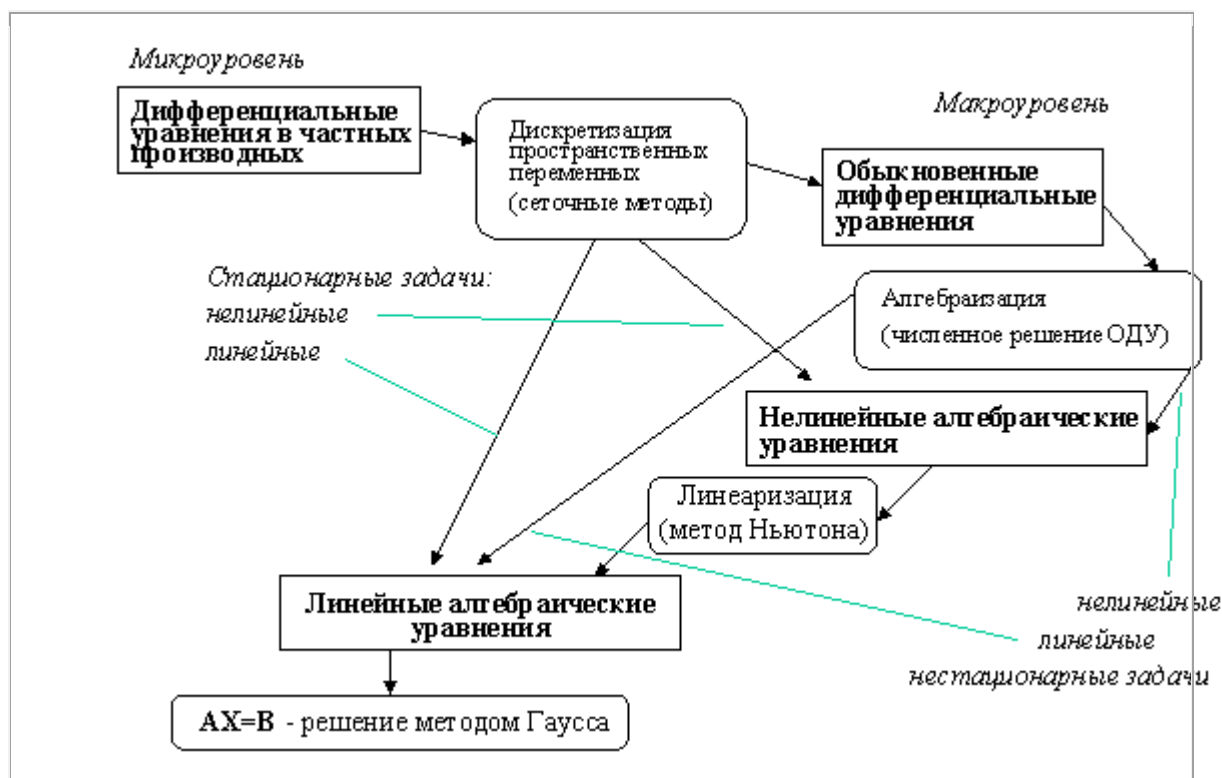 Микроуровень
Дифференциальные
уравнения в частных
производных
Дискретизация
пространственных
переменных
(сеточные методы)
Макроуровень
Обыкновенные
дифференциальные
уравнения
Стационарные задачи:
нелинейные
линейные
Алгебраизация
(численное решение ОДУ)
Нелинейные алгебраические
уравнения
Линеаризация
(метод Ньютона)
Линейные алгебраические
уравнения
нелинейные
линейные
нестационарные задачи
AX=B - решение методом Гаусса